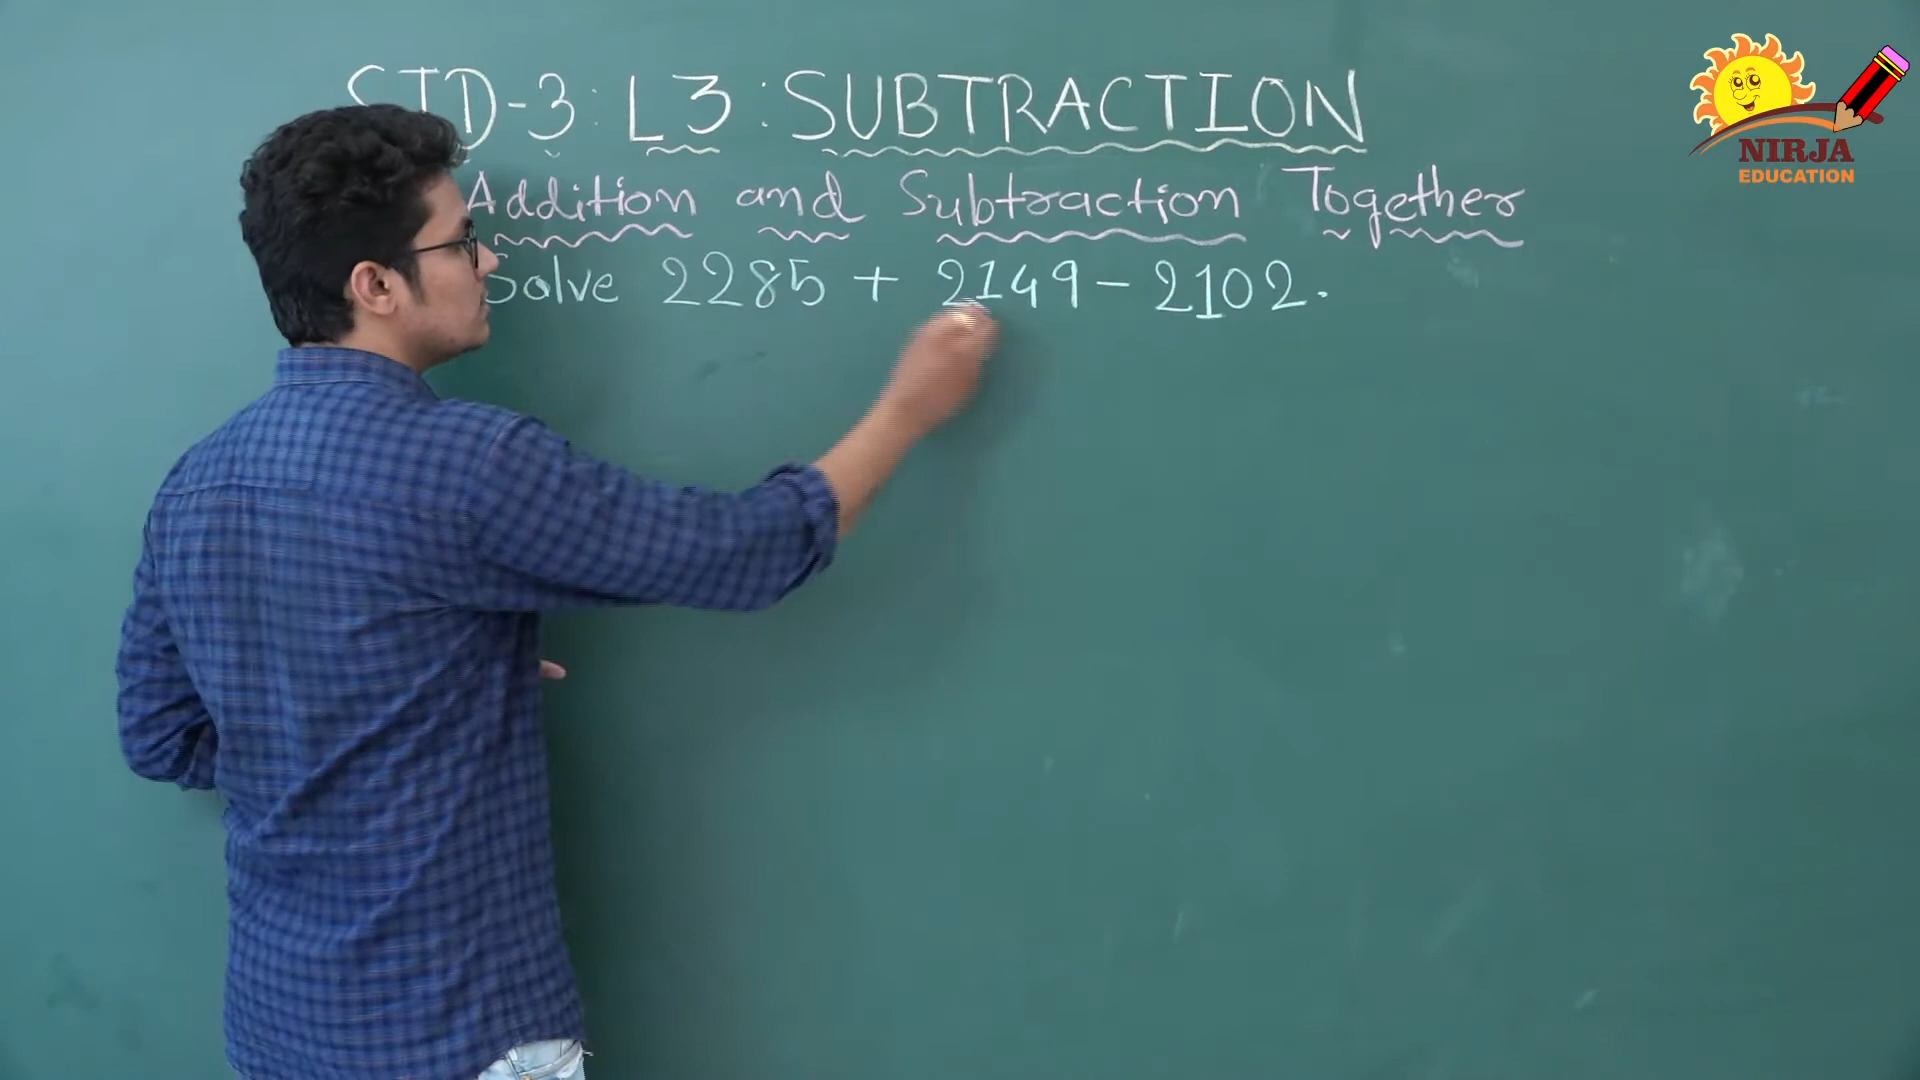 STD-3 : L3 : SUBTRACTION
Addition and Subtraction Together
Solve 2285 + 2149 - 2102.
NIRJA
EDUCATION